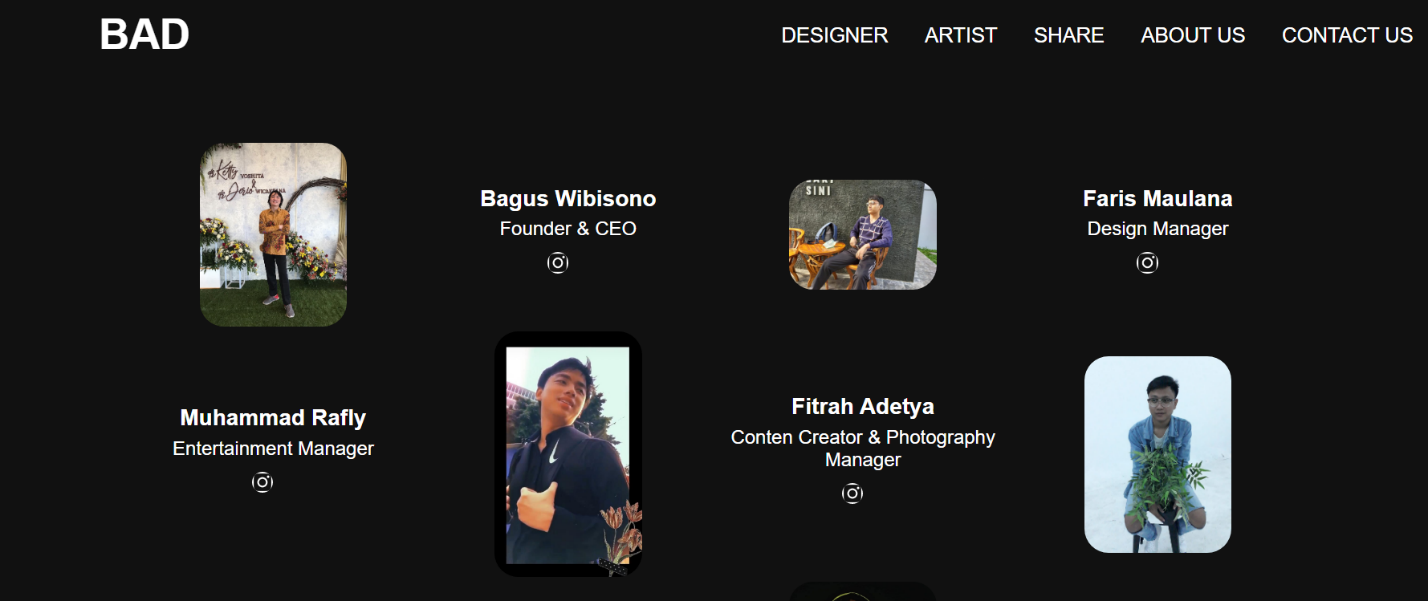 BAD
DESIGNER
ARTIST
SHARE
ABOUT US
CONTACT US
Bagus Wibisono
Founder & CEO
SINI
Faris Maulana
Design Manager
Muhammad Rafly
Entertainment Manager
Fitrah Adetya
Conten Creator & Photography
Manager